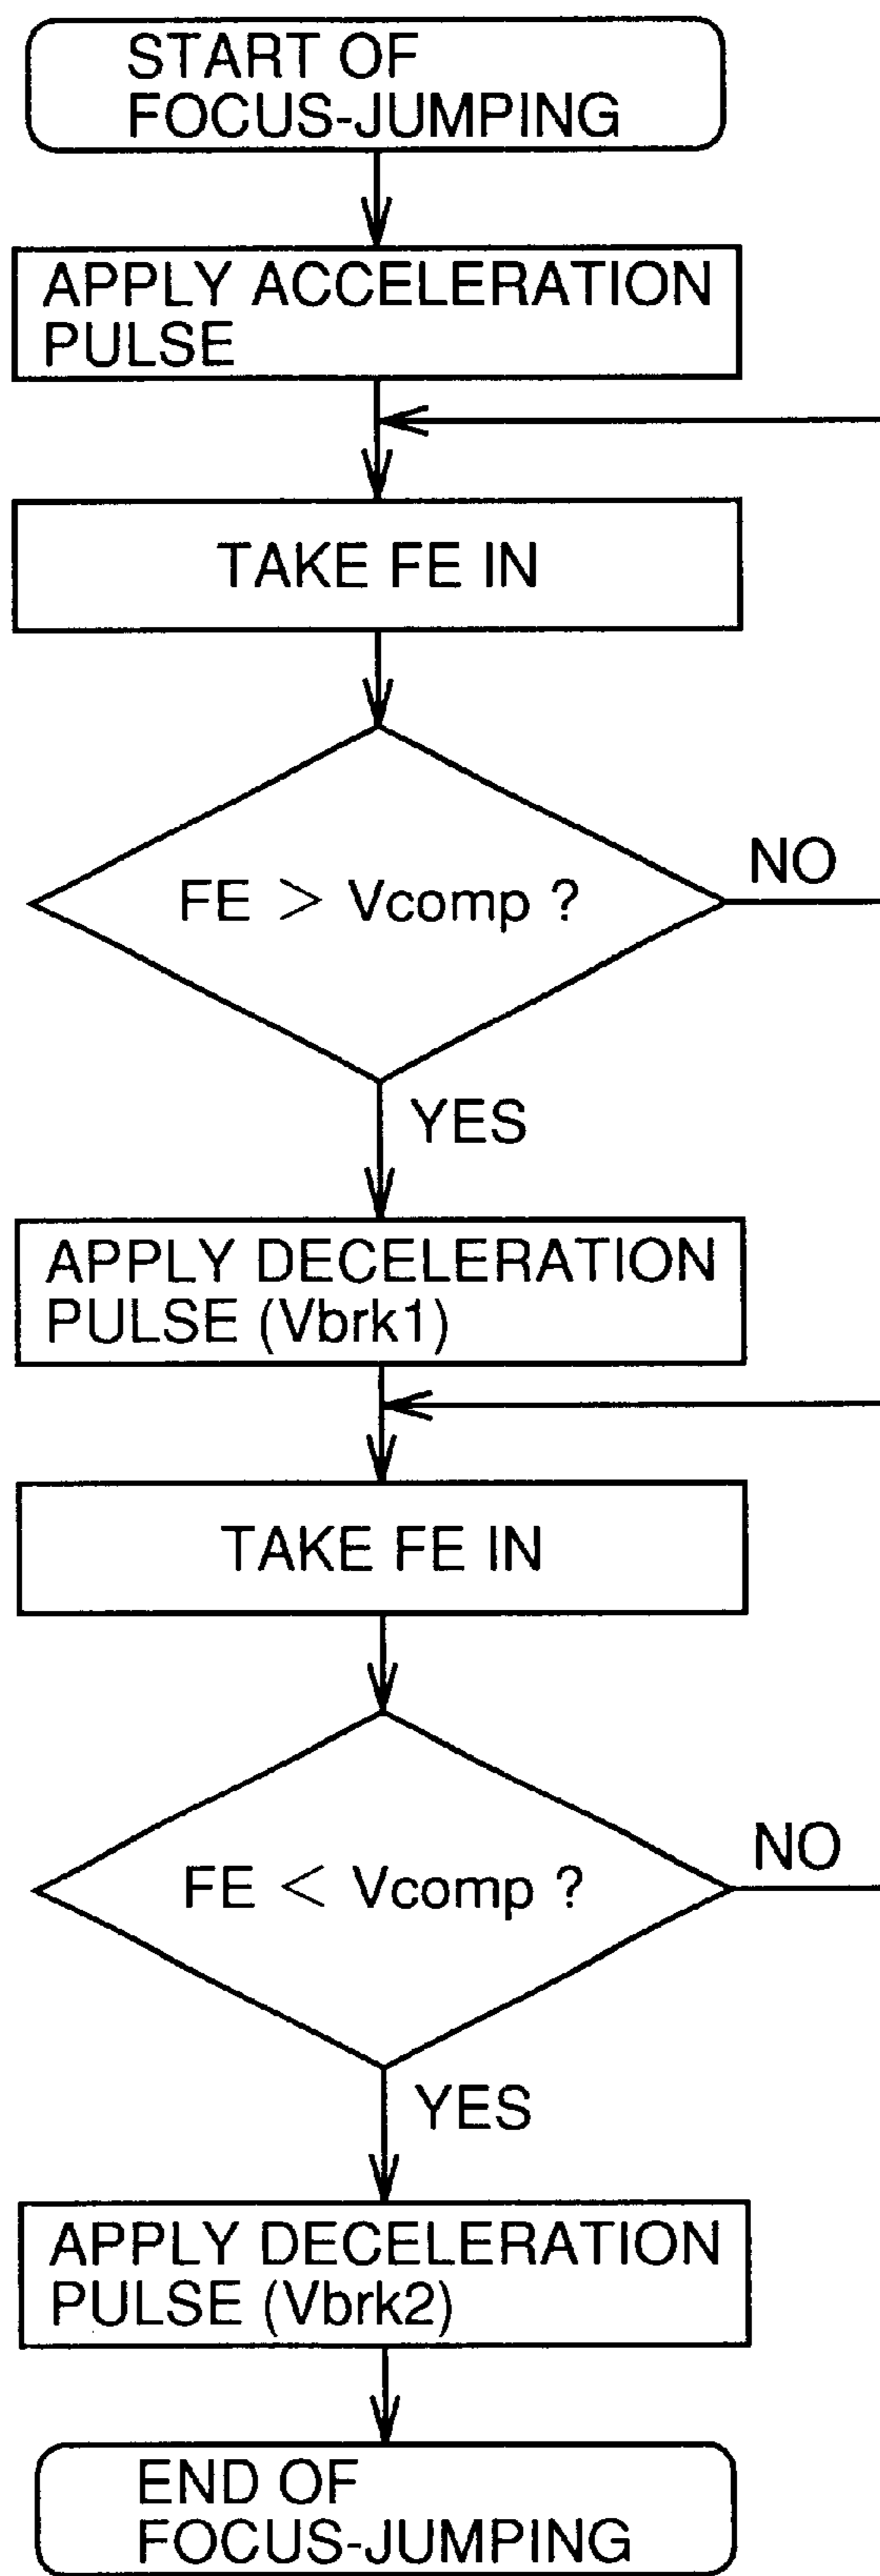 START OF
FOCUS-JUMPING
APPLY ACCELERATION
PULSE
TAKE FE IN
FE > Vcomp ?
NO
YES
APPLY DECELERATION
PULSE (Vbrk1)
TAKE FE IN
FE < Vcomp ?
NO
YES
APPLY DECELERATION
PULSE (Vbrk2)
END OF
FOCUS-JUMPING